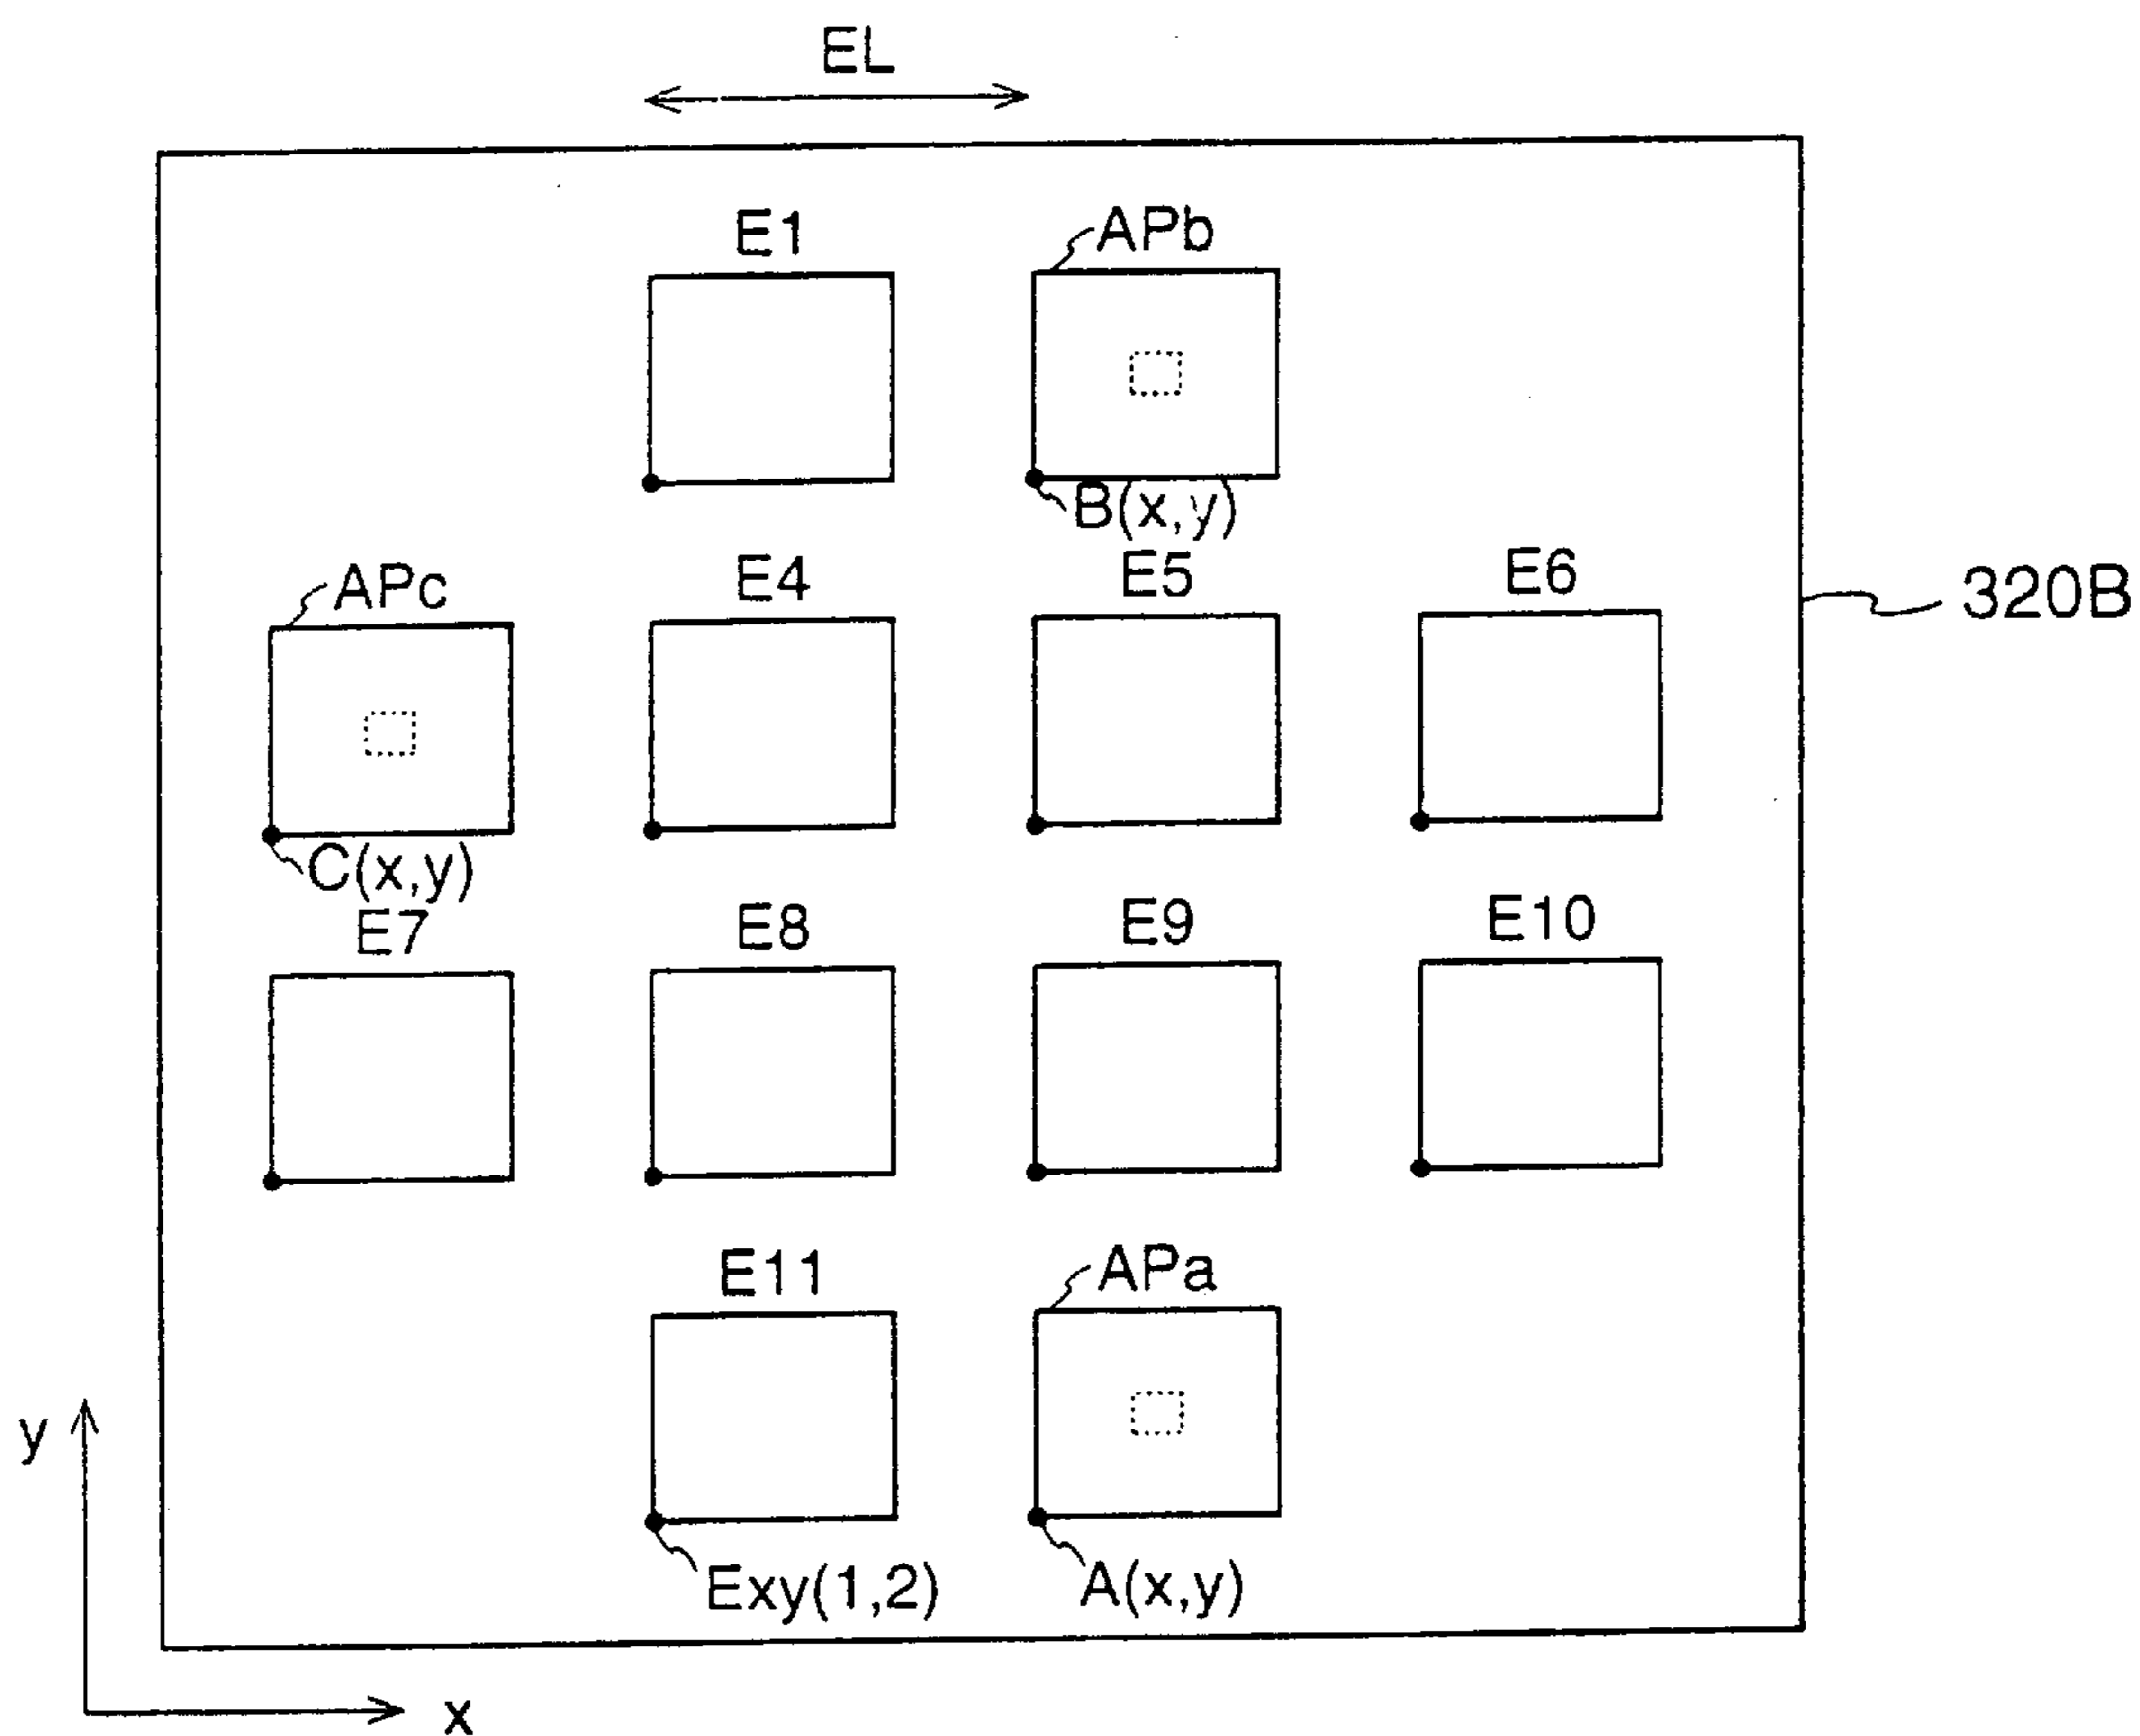 EL
E1
APb
B(x,y)
APc
E4
E5
E6
320B
C(x,y)
E7
E8
E9
E10
E11
APa
Exy(1,2)
A(x,y)
y
x